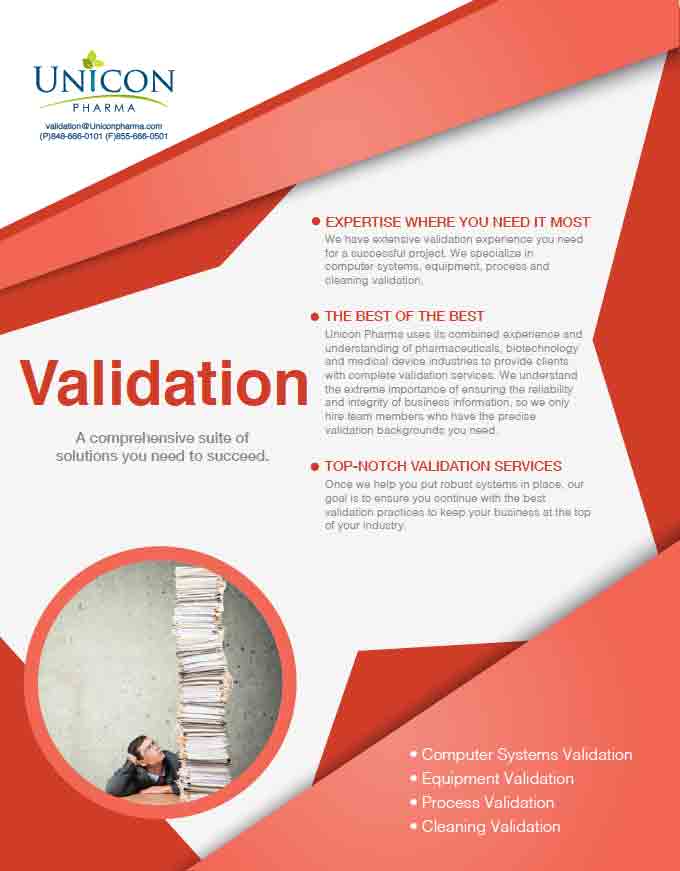 UNICON
PHARMA
validation@Uniconpharma.com
(P)848-666-0101 (F)855-666-0501
EXPERTISE WHERE YOU NEED IT MOST
We have extensive validation experience you need
for a successful project. We specialize in
computer systems, equipment, process and
cleaning validation.
THE BEST OF THE BEST
Unicon Pharma uses its combined experience and
understanding of pharmaceuticals, biotechnology
and medical device industries to provide clients
with complete validation services. We understand
the extreme importance of ensuring the reliability
and integrity of business information, so we only
hire team members who have the precise
validation backgrounds you need.
TOP-NOTCH VALIDATION SERVICES
Once we help you put robust systems in place, our
goal is to ensure you continue with the best
validation practices to keep your business at the top
of your industry.
Validation
A comprehensive suite of
solutions you need to succeed.
• Computer Systems Validation
• Equipment Validation
• Process Validation
• Cleaning Validation